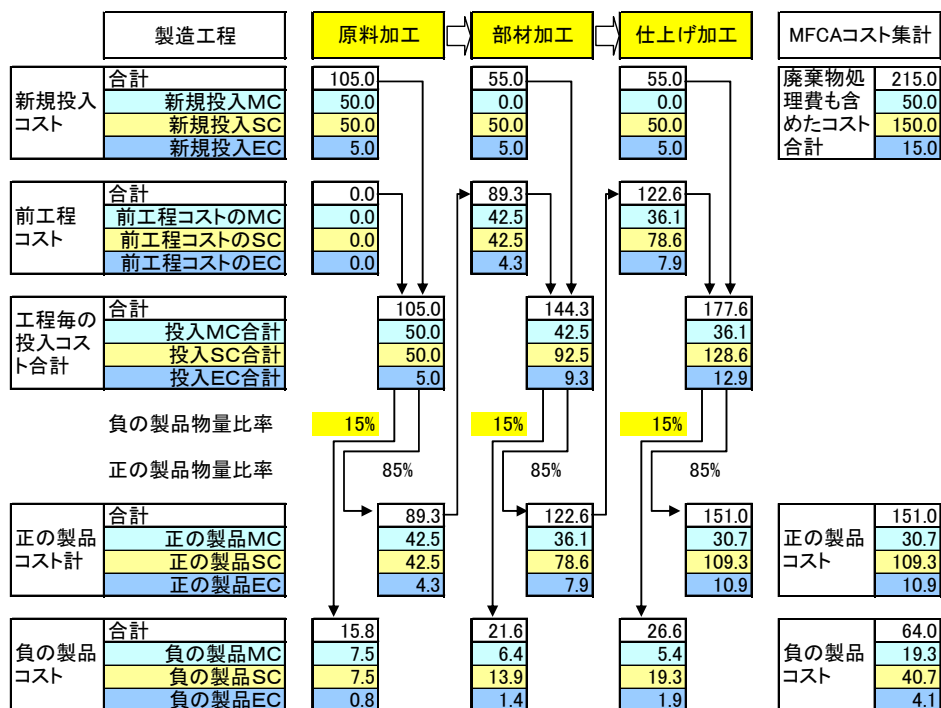 製造工程 原料加工 部材加工 仕上げ加工 MFCAコスト集計
新規投入コスト
合計 105.0 55.0 55.0
新規投入MC 50.0 0.0 0.0
新規投入SC 50.0 50.0 50.0
新規投入EC 5.0 5.0 5.0
廃棄物処 215.0
理費も含 50.0
めたコスト 150.0
合計 15.0
前工程
コスト
合計 0.0 89.3 122.6
前工程コストのMC 0.0 42.5 36.1
前工程コストのSC 0.0 42.5 78.6
前工程コストのEC 0.0 4.3 7.9
工程毎の
投入コス
ト合計
合計 105.0 144.3 177.6
投入MC合計 50.0 42.5 36.1
投入SC合計 50.0 92.5 128.6
投入EC合計 5.0 9.3 12.9
負の製品物量比率 15% 15% 15%
正の製品物量比率 85% 85% 85%
正の製品
コスト計
合計 89.3 122.6 151.0
正の製品MC 42.5 36.1 30.7
正の製品SC 42.5 78.6 109.3
正の製品EC 4.3 7.9 10.9
正の製品
コスト
151.0
30.7
109.3
10.9
負の製品
コスト
合計 15.8 21.6 26.6
負の製品MC 7.5 6.4 5.4
負の製品SC 7.5 13.9 19.3
負の製品EC 0.8 1.4 1.9
負の製品
コスト
64.0
19.3
40.7
4.1